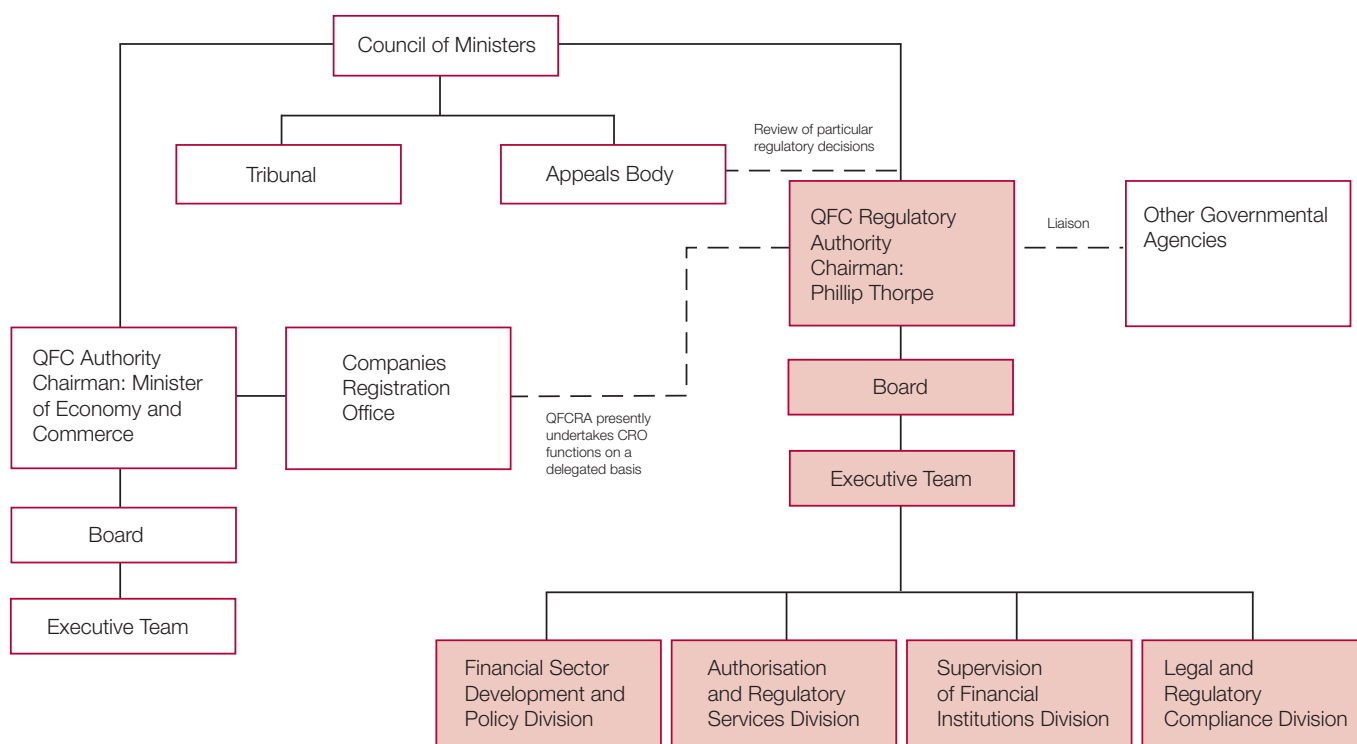 Council of Ministers
Review of particular
regulatory decisions
Tribunal
Appeals Body
QFC Regulatory
Authority
Chairman:
Phillip Thorpe
Liaison
Other Governmental
Agencies
QFC Authority
Chairman: Minister
of Economy and
Commerce
Companies
Registration
Office
QFCRA presently
undertakes CRO
functions on a
delegated basis
Board
Executive Team
Board
Executive Team
Financial Sector
Development and
Policy Division
Authorisation
and Regulatory
Services Division
Supervision
of Financial
Institutions Division
Legal and
Regulatory
Compliance Division